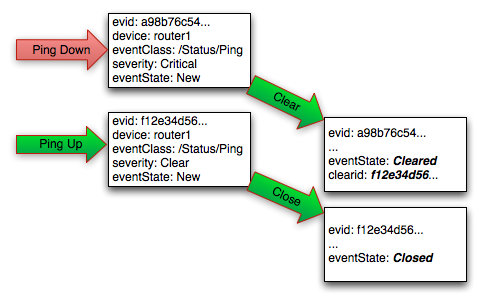 Ping Down
evid: a98b76c54...
device: router1
eventClass: /Status/Ping
severity: Critical
eventState: New
Clear
evid: a98b76c54...
...
eventState: Cleared
clearid: f12e34d56...
Ping Up
evid: f12e34d56...
device: router1
eventClass: /Status/Ping
severity: Clear
eventState: New
Close
evid: f12e34d56...
...
eventState: Closed